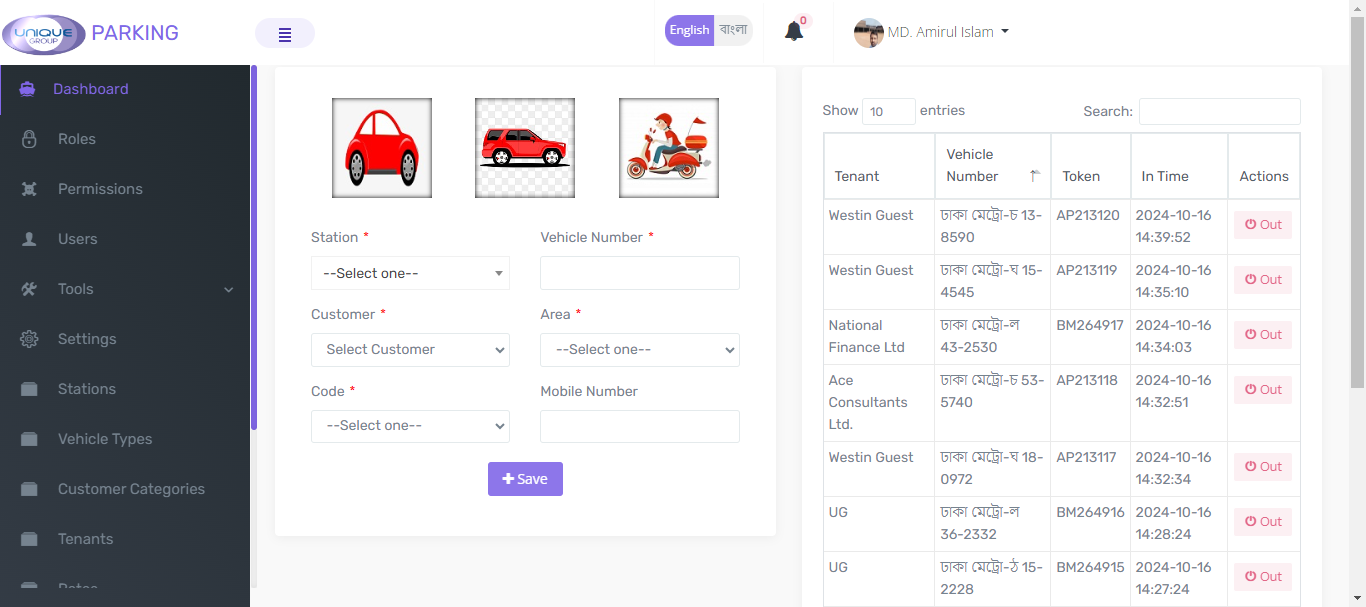 UNIQUE
GROUP
PARKING
English
বাংলা
0
MD. Amirul Islam
Dashboard
Roles
Permissions
Users
Tools
Settings
Stations
Vehicle Types
Customer Categories
Tenants
Rates
Station *
Vehicle Number *
--Select one--
Customer *
Area *
Select Customer
--Select one--
Code *
Mobile Number
--Select one--
Save
Show 10 entries
Search:
Tenant
Vehicle
Number
Token
In Time
Actions
Westin Guest
ঢাকা মেট্রো-চ 13-
8590
AP213120
2024-10-16
14:39:52
Out
Westin Guest
ঢাকা মেট্রো-ঘ 15-
4545
AP213119
2024-10-16
14:35:10
Out
National
Finance Ltd
ঢাকা মেট্রো-ল
43-2530
BM264917
2024-10-16
14:34:03
Out
Ace
Consultants
Ltd.
ঢাকা মেট্রো-চ 53-
5740
AP213118
2024-10-16
14:32:51
Out
Westin Guest
ঢাকা মেট্রো-ঘ 18-
0972
AP213117
2024-10-16
14:32:34
Out
UG
ঢাকা মেট্রো-ল
36-2332
BM264916
2024-10-16
14:28:24
Out
UG
ঢাকা মেট্রো-ঠ 15-
2228
BM264915
2024-10-16
14:27:24
Out